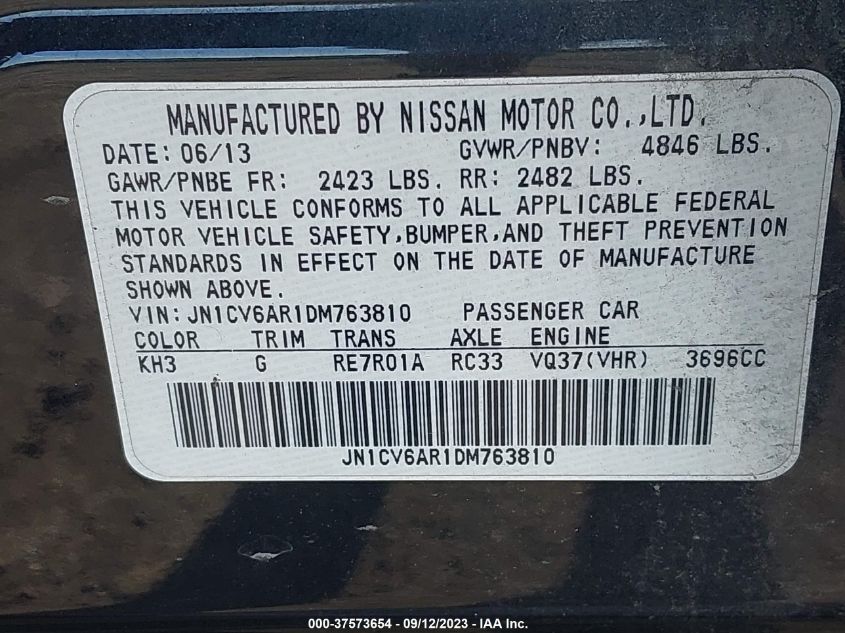 MANUFACTURED BY NISSAN MOTOR CO.,LTD.
DATE: 06/13 GVWR/PNBV: 4846 LBS.
GAWR/PNBE FR: 2423 LBS. RR: 2482 LBS.
THIS VEHICLE CONFORMS TO ALL APPLICABLE FEDERAL
MOTOR VEHICLE SAFETY,BUMPER,AND THEFT PREVENTION
STANDARDS IN EFFECT ON THE DATE OF MANUFACTURE
SHOWN ABOVE.
VIN: JN1CV6AR1DM763810 PASSENGER CAR
COLOR TRIM TRANS AXLE ENGINE
KH3 G RE7R01A RC33 VQ37(VHR) 3696CC
JN1CV6AR1DM763810
000-37573654 - 09/12/2023 - IAA Inc.